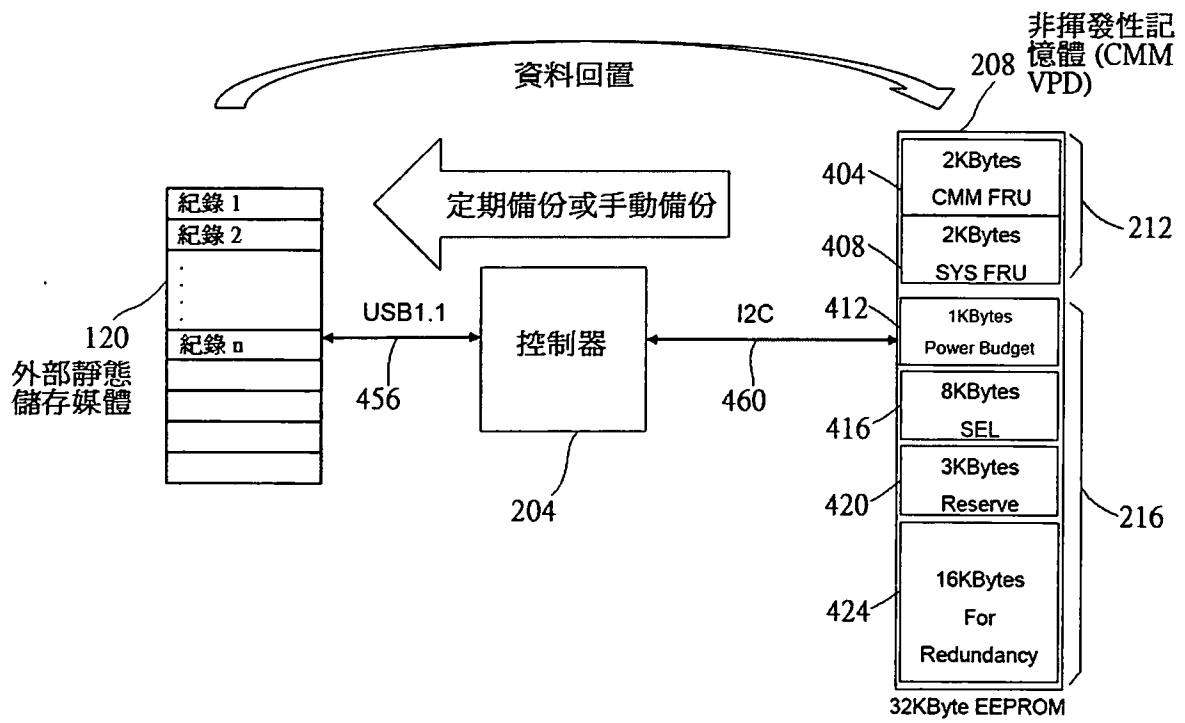 非揮發性記
憶體 (CMM
VPD)
208
資料回置
定期備份或手動備份
紀錄 1
紀錄 2
紀錄 n
120
外部靜態
儲存媒體
USB1.1
456
控制器
204
I2C
460
404
2KBytes
CMM FRU
408
2KBytes
SYS FRU
212
412
1KBytes
Power Budget
416
8KBytes
SEL
420
3KBytes
Reserve
216
424
16KBytes
For
Redundancy
32KByte EEPROM